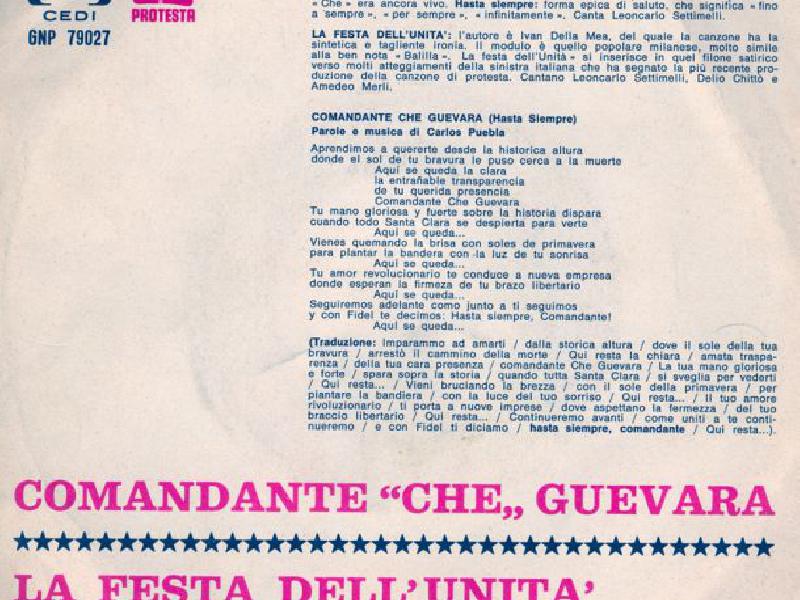 CEDI
PROTESTA
GNP 79027
« Che » era ancora vivo. Hasta siempre: forma epica di saluto, che significa « fino
a sempre », « per sempre », « infinitamente ». Canta Leoncarlo Settimelli.
LA FESTA DELL'UNITA': l'autore è Ivan Della Mea, del quale la canzone ha la
sintetica e tagliente ironia. Il modulo è quello popolare milanese, molto simile
alla ben nota « Balilla ». La festa dell'Unità » si inserisce in quel filone satirico
verso molti atteggiamenti della sinistra italiana che ha segnato la più recente pro-
duzione della canzone di protesta. Cantano Leoncarlo Settimelli, Delio Chittò e
Amedeo Merli.
COMANDANTE CHE GUEVARA (Hasta Siempre)
Parole e musica di Carlos Puebla
Aprendimos a quererte desde la historica altura
donde el sol de tu bravura le puso cerca a la muerte
Aquí se queda la clara
la entrañable transparencia
de tu querida presencia
Comandante Che Guevara
Tu mano gloriosa y fuerte sobre la historia dispara
cuando todo Santa Clara se despierta para verte
Aquí se queda...
Vienes quemando la brisa con soles de primavera
para plantar la bandera con la luz de tu sonrisa
Aquí se queda...
Tu amor revolucionario te conduce a nueva empresa
donde esperan la firmeza de tu brazo libertario
Aquí se queda...
Seguiremos adelante como junto a ti seguimos
y con Fidel te decimos: Hasta siempre, Comandante!
Aquí se queda...
(Traduzione: Imparammo ad amarti / dalla storica altura / dove il sole della tua
bravura / arrestò il cammino della morte / Qui resta la chiara / amata traspa-
renza / della tua cara presenza / comandante Che Guevara / La tua mano gloriosa
e forte / spara sopra la storia / quando tutta Santa Clara / si sveglia per vederti
/ Qui resta... / Vieni bruciando la brezza / con il sole della primavera / per
piantare la bandiera / con la luce del tuo sorriso / Qui resta... / Il tuo amore
rivoluzionario / ti porta a nuove imprese / dove aspettano la fermezza / del tuo
braccio libertario / Qui resta... / Continueremo avanti / come uniti a te conti-
nueremo / e con Fidel ti diciamo / hasta siempre, comandante / Qui resta...).
COMANDANTE “CHE„ GUEVARA
LA FESTA DELL'UNITA'